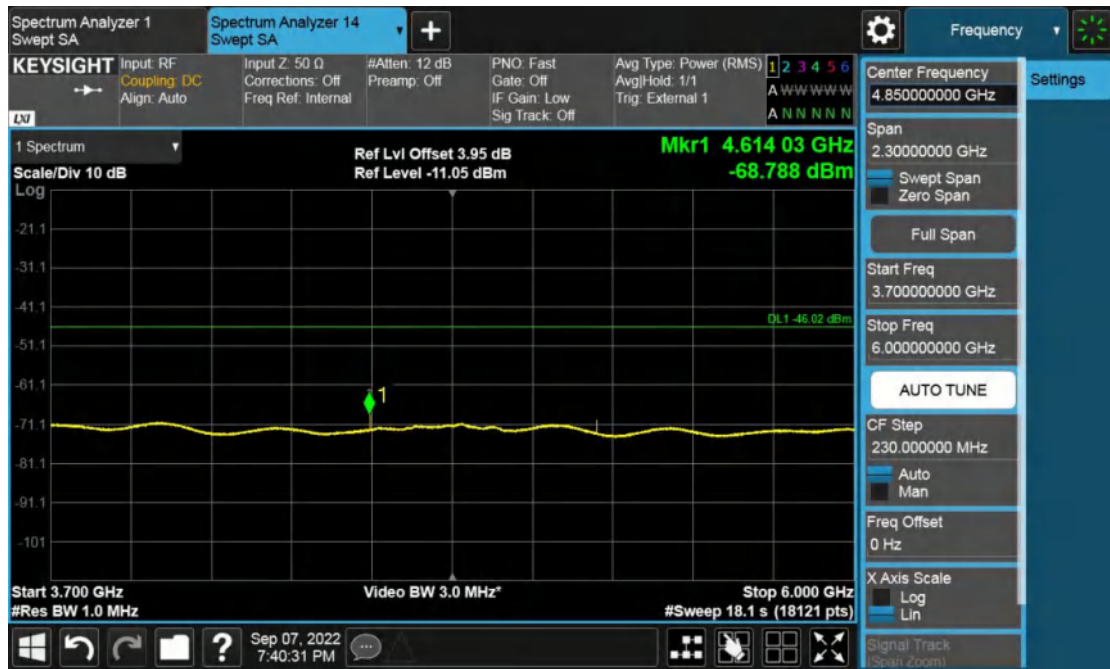 Spectrum Analyzer 1
Swept SA
Spectrum Analyzer 14
Swept SA
Frequency
KEYSIGHT
Input: RF
Coupling: DC
Align: Auto
Input Z: 50 Ω
Corrections: Off
Freq Ref: Internal
#Atten: 12 dB
Preamp: Off
PNO: Fast
Gate: Off
IF Gain: Low
Sig Track: Off
Avg Type: Power (RMS)
Avg|Hold: 1/1
Trig: External 1
1 2 3 4 5 6
A W W W W W
A N N N N N
LXI
1 Spectrum
Scale/Div 10 dB
Log
Ref Lvl Offset 3.95 dB
Ref Level -11.05 dBm
Mkr1 4.614 03 GHz
-68.788 dBm
-21.1
-31.1
-41.1
-51.1
-61.1
-71.1
-81.1
-91.1
-101
DL1 -46.02 dBm
1
Start 3.700 GHz
#Res BW 1.0 MHz
Video BW 3.0 MHz*
Stop 6.000 GHz
#Sweep 18.1 s (18121 pts)
Sep 07, 2022
7:40:31 PM
Center Frequency
4.850000000 GHz
Settings
Span
2.30000000 GHz
Swept Span
Zero Span
Full Span
Start Freq
3.700000000 GHz
Stop Freq
6.000000000 GHz
AUTO TUNE
CF Step
230.000000 MHz
Auto
Man
Freq Offset
0 Hz
X Axis Scale
Log
Lin
Signal Track
(Span Zoom)